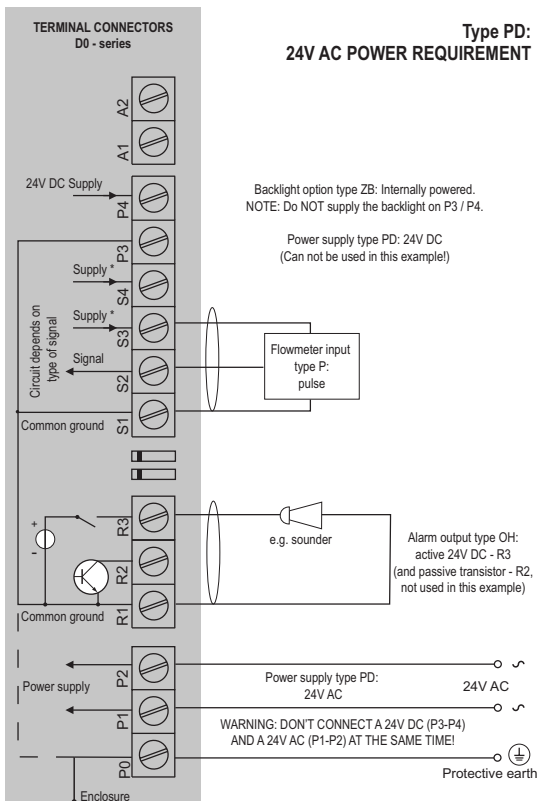 TERMINAL CONNECTORS
D0 - series
Type PD:
24V AC POWER REQUIREMENT
A2
A1
24V DC Supply
P4
Backlight option type ZB: Internally powered.
NOTE: Do NOT supply the backlight on P3 / P4.
P3
Power supply type PD: 24V DC
(Can not be used in this example!)
Supply *
S4
Supply *
S3
Circuit depends on
type of signal
Signal
S2
Flowmeter input
type P:
pulse
Common ground
S1
+
-
R3
e.g. sounder
R2
Alarm output type OH:
active 24V DC - R3
(and passive transistor - R2,
not used in this example)
Common ground
R1
P2
Power supply
Power supply type PD:
24V AC
24V AC
P1
WARNING: DON'T CONNECT A 24V DC (P3-P4)
AND A 24V AC (P1-P2) AT THE SAME TIME!
P0
Protective earth
Enclosure